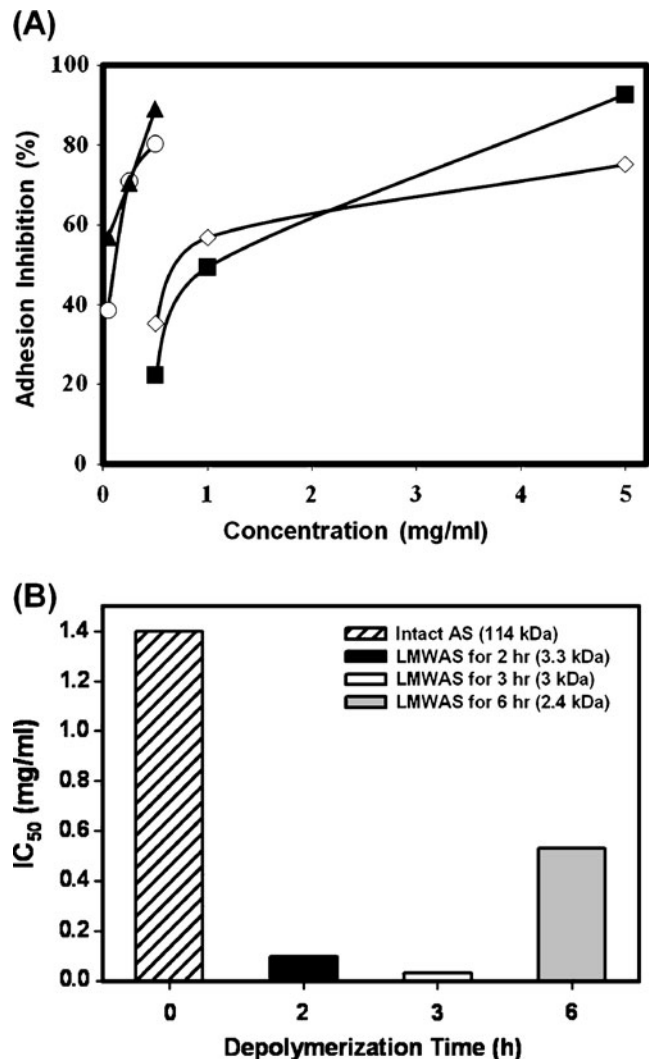 (A)
100
80
60
40
20
0
Adhesion Inhibition (%)
0 1 2 3 4 5
Concentration (mg/ml)
(B)
1.4
1.2
1.0
0.8
0.6
0.4
0.2
0.0
IC50 (mg/ml)
Intact AS (114 kDa)
LMWAS for 2 hr (3.3 kDa)
LMWAS for 3 hr (3 kDa)
LMWAS for 6 hr (2.4 kDa)
0 2 3 6
Depolymerization Time (h)